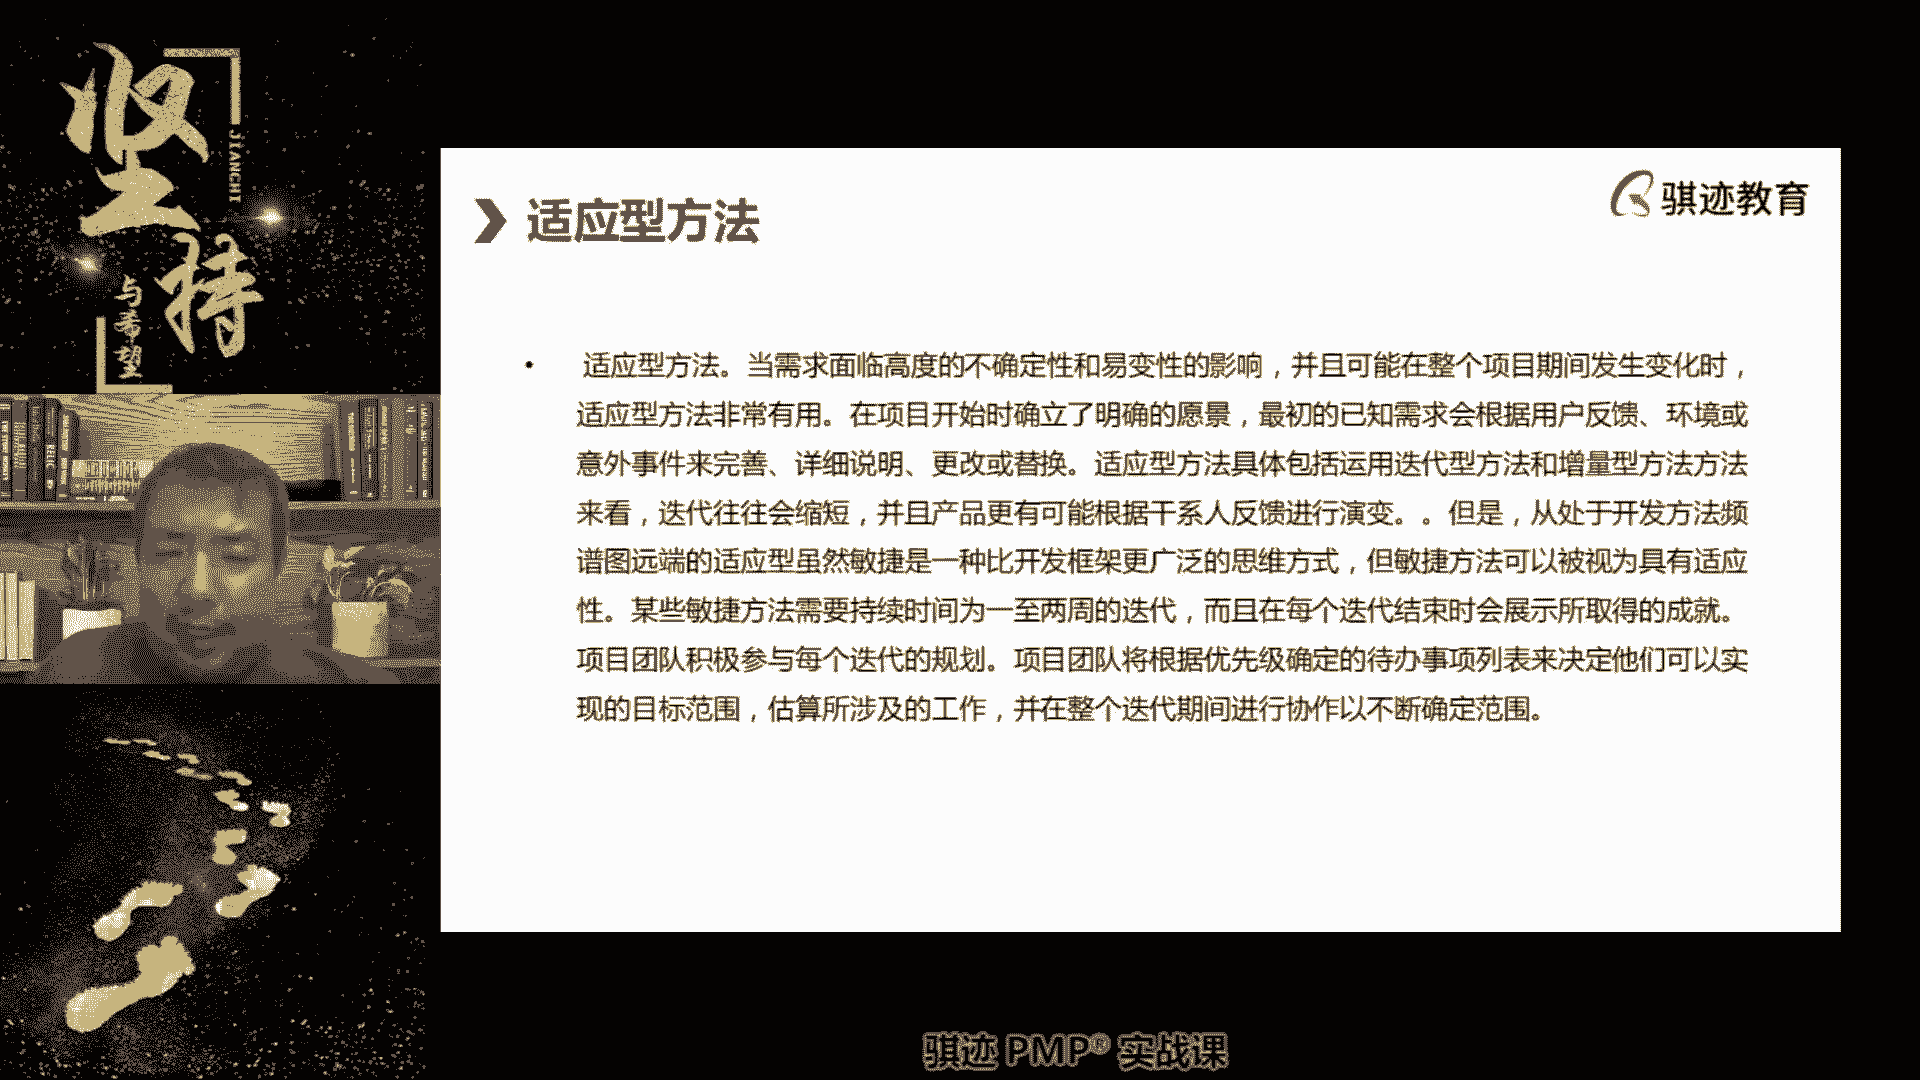 坚持
JIANCHI
与希望
骐迹教育
适应型方法
• 适应型方法。当需求面临高度的不确定性和易变性的影响，并且可能在整个项目期间发生变化时，
适应型方法非常有用。在项目开始时确立了明确的愿景，最初的已知需求会根据用户反馈、环境或
意外事件来完善、详细说明、更改或替换。适应型方法具体包括运用迭代型方法和增量型方法方法
来看，迭代往往会缩短，并且产品更有可能根据干系人反馈进行演变。。但是，从处于开发方法频
谱图远端的适应型虽然敏捷是一种比开发框架更广泛的思维方式，但敏捷方法可以被视为具有适应
性。某些敏捷方法需要持续时间为一至两周的迭代，而且在每个迭代结束时会展示所取得的成就。
项目团队积极参与每个迭代的规划。项目团队将根据优先级确定的待办事项列表来决定他们可以实
现的目标范围，估算所涉及的工作，并在整个迭代期间进行协作以不断确定范围。
骐迹 PMP® 实战课